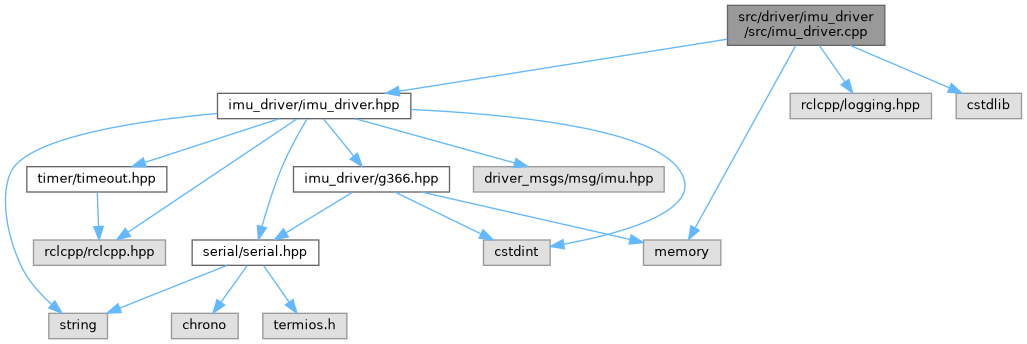 src/driver/imu_driver
/src/imu_driver.cpp
imu_driver/imu_driver.hpp
rclcpp/logging.hpp
cstdlib
timer/timeout.hpp
imu_driver/g366.hpp
driver_msgs/msg/imu.hpp
rclcpp/rclcpp.hpp
serial/serial.hpp
cstdint
memory
string
chrono
termios.h